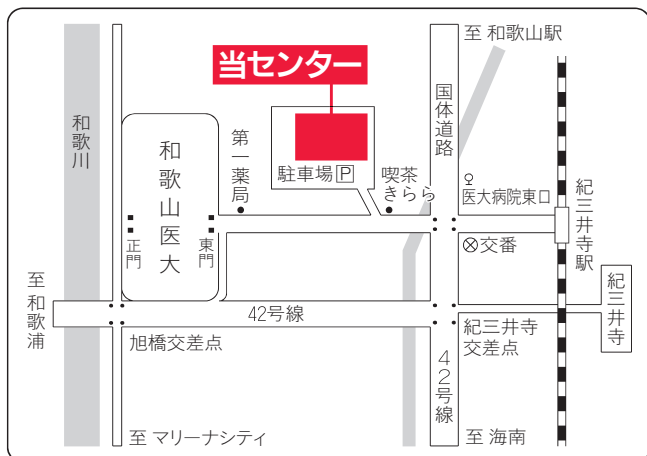 至 和歌山駅
当センター
国体道路
和歌川
和歌山医大
第一薬局
駐車場 P
喫茶
きらら
医大病院東口
紀三井寺駅
正門
東門
交番
至 和歌浦
42号線
紀三井寺
旭橋交差点
紀三井寺
交差点
42号線
至 マリーナシティ
至 海南